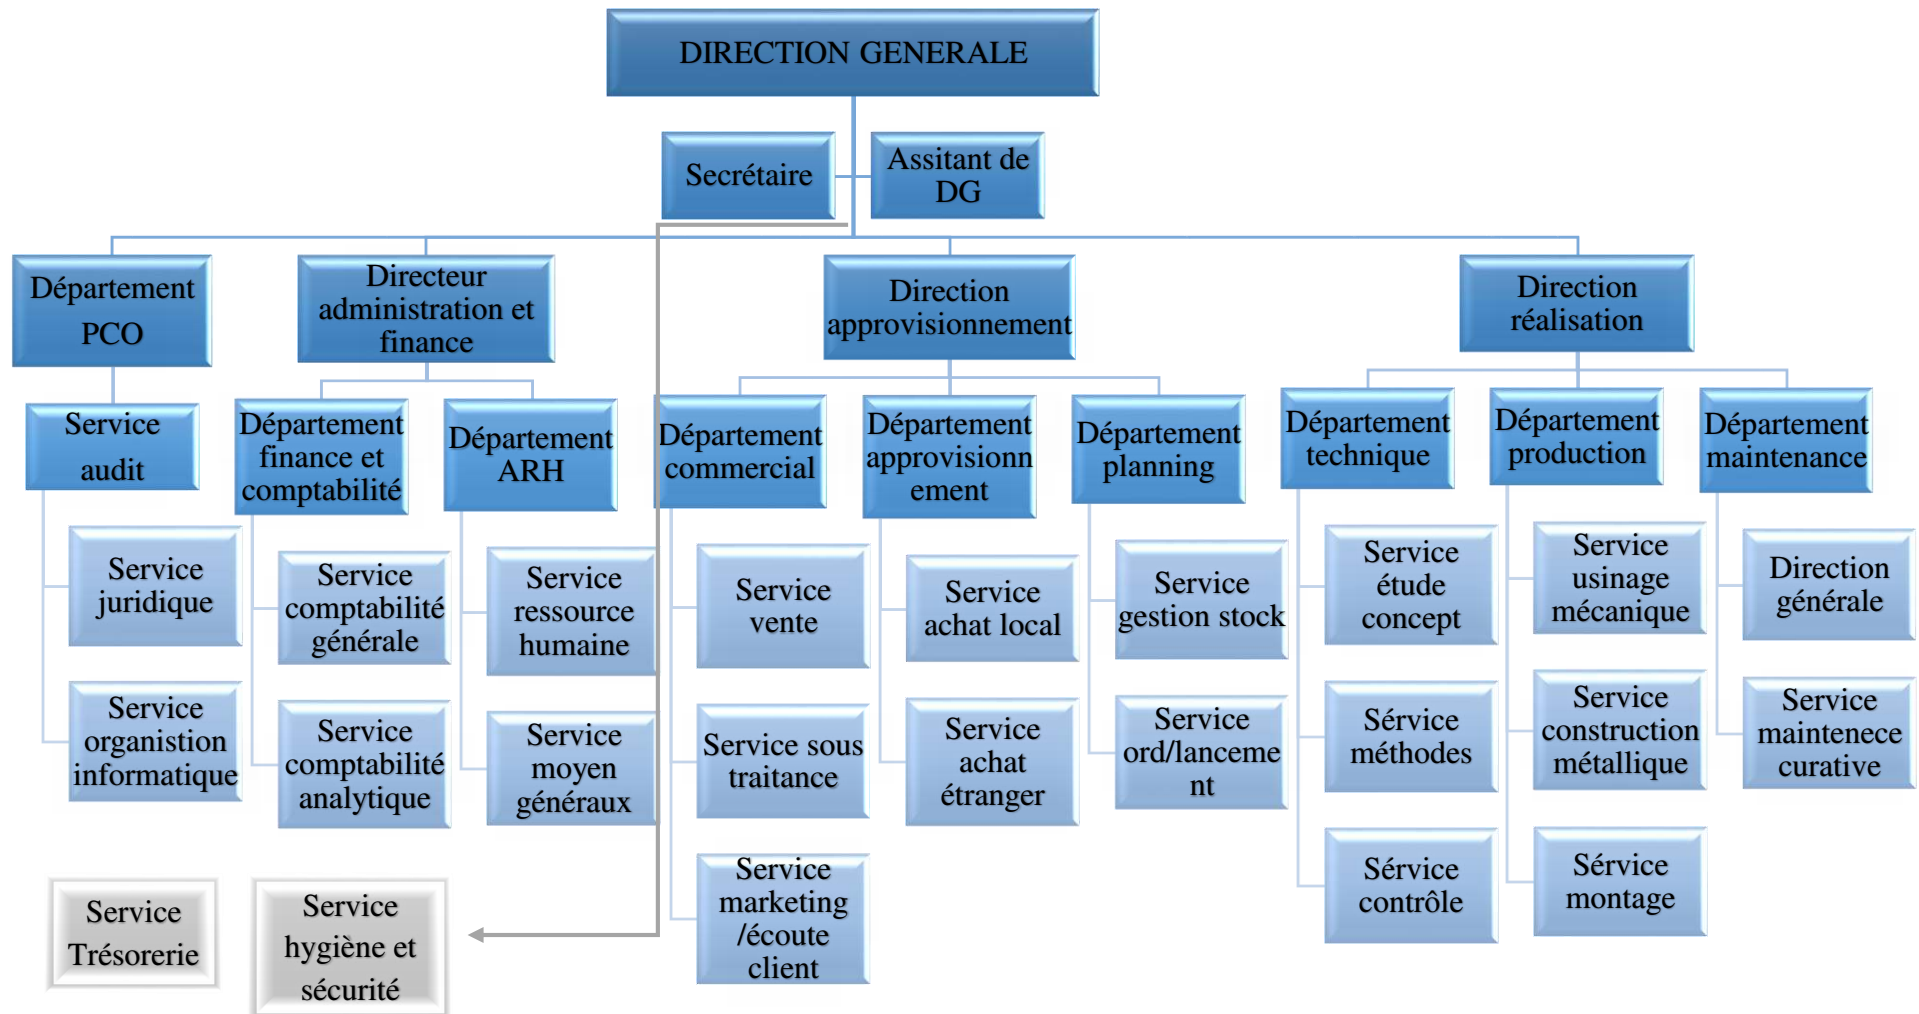 DIRECTION GENERALE
Secrétaire
Assitant de
DG
Département
PCO
Directeur
administration et
finance
Direction
approvisionnement
Direction
réalisation
Service
audit
Département
finance et
comptabilité
Département
ARH
Département
commercial
Département
approvisionn
ement
Département
planning
Département
technique
Département
production
Département
maintenance
Service
juridique
Service
comptabilité
générale
Service
ressource
humaine
Service
vente
Service
achat local
Service
gestion stock
Service
étude
concept
Service
usinage
mécanique
Direction
générale
Service
organistion
informatique
Service
comptabilité
analytique
Service
moyen
généraux
Service sous
traitance
Service
achat
étranger
Service
ord/lanceme
nt
Sérvice
méthodes
Service
construction
métallique
Service
maintenece
curative
Service
marketing
/écoute
client
Sérvice
contrôle
Sérvice
montage
Service
Trésorerie
Service
hygiène et
sécurité